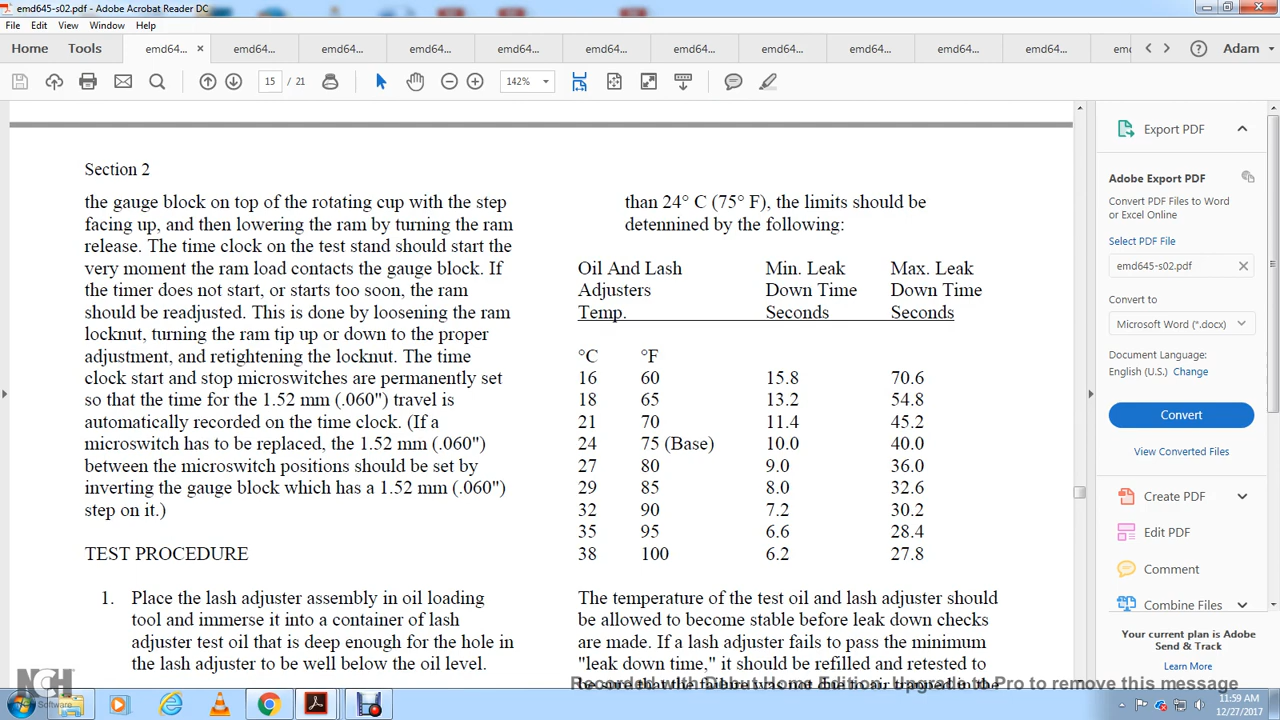 emd645-s02.pdf - Adobe Acrobat Reader DC
File Edit View Window Help
Home Tools emd64... emd64... emd64... emd64... emd64... emd64... emd64... emd64... emd64... emd64... emd64... Adam
15 / 21 142%
Section 2
the gauge block on top of the rotating cup with the step
facing up, and then lowering the ram by turning the ram
release. The time clock on the test stand should start the
very moment the ram load contacts the gauge block. If
the timer does not start, or starts too soon, the ram
should be readjusted. This is done by loosening the ram
locknut, turning the ram tip up or down to the proper
adjustment, and retightening the locknut. The time
clock start and stop microswitches are permanently set
so that the time for the 1.52 mm (.060") travel is
automatically recorded on the time clock. (If a
microswitch has to be replaced, the 1.52 mm (.060")
between the microswitch positions should be set by
inverting the gauge block which has a 1.52 mm (.060")
step on it.)
TEST PROCEDURE
1. Place the lash adjuster assembly in oil loading
tool and immerse it into a container of lash
adjuster test oil that is deep enough for the hole in
the lash adjuster to be well below the oil level.
than 24° C (75° F), the limits should be
detennined by the following:
Oil And Lash Min. Leak Max. Leak
Adjusters Down Time Down Time
Temp. Seconds Seconds
°C °F
16 60 15.8 70.6
18 65 13.2 54.8
21 70 11.4 45.2
24 75 (Base) 10.0 40.0
27 80 9.0 36.0
29 85 8.0 32.6
32 90 7.2 30.2
35 95 6.6 28.4
38 100 6.2 27.8
The temperature of the test oil and lash adjuster should
be allowed to become stable before leak down checks
are made. If a lash adjuster fails to pass the minimum
"leak down time," it should be refilled and retested to
Export PDF
Adobe Export PDF
Convert PDF Files to Word
or Excel Online
Select PDF File
emd645-s02.pdf
Convert to
Microsoft Word (*.docx)
Document Language:
English (U.S.) Change
Convert
View Converted Files
Create PDF
Edit PDF
Comment
Combine Files
Your current plan is Adobe
Send & Track
Learn More
NCH
Software
11:59 AM
12/27/2017